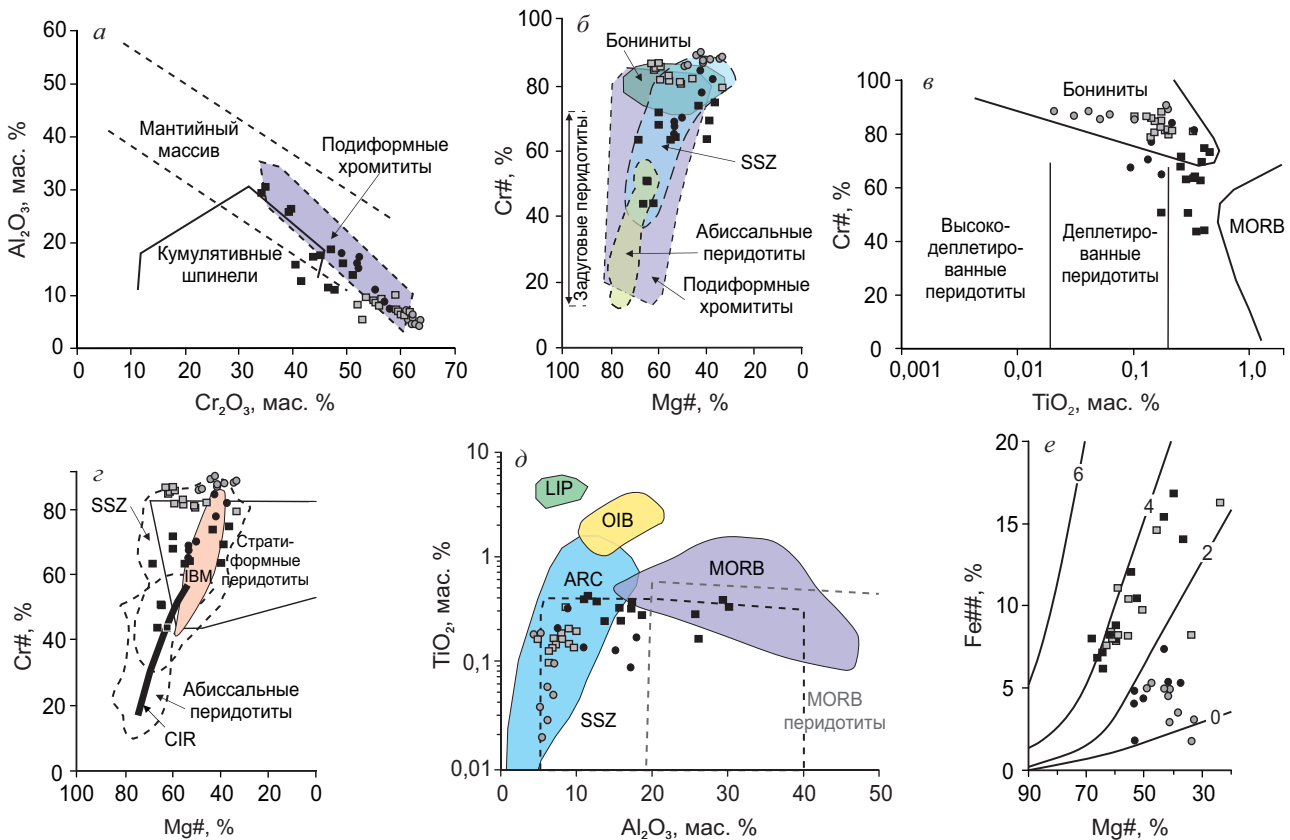 а
60
50
40
30
20
10
0
Al2O3, мас. %
Мантийный
массив
Подиформные
хромититы
Кумулятивные
шпинели
0 10 20 30 40 50 60 70
Cr2O3, мас. %
б
100
80
60
40
20
0
Cr#, %
Бониниты
Задуговые перидотиты
SSZ
Абиссальные
перидотиты
Подиформные
хромититы
100 80 60 40 20 0
Mg#, %
в
100
80
60
40
20
0
Cr#, %
Бониниты
Высоко-
деплетиро-
ванные
перидотиты
Деплетиро-
ванные
перидотиты
MORB
0,001 0,01 0,1 1,0
TiO2, мас. %
г
100
80
60
40
20
0
Cr#, %
SSZ
IBM
Страти-
формные
перидотиты
Абиссальные
перидотиты
CIR
100 80 60 40 20 0
Mg#, %
д
10
1
0,1
0,01
TiO2, мас. %
LIP
OIB
ARC
MORB
SSZ
MORB
перидотиты
0 10 20 30 40 50
Al2O3, мас. %
е
20
15
10
5
0
Fe##, %
6
4
2
0
90 70 50 30
Mg#, %